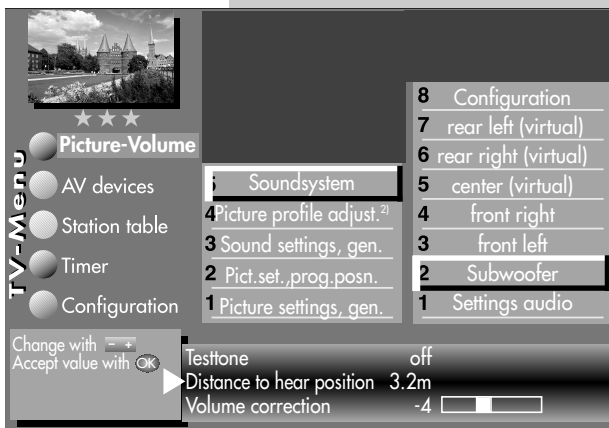 TV-Menu
Picture-Volume
AV devices
Station table
Timer
Configuration
5 Soundsystem
4 Picture profile adjust.2)
3 Sound settings, gen.
2 Pict.set.,prog.posn.
1 Picture settings, gen.
8 Configuration
7 rear left (virtual)
6 rear right (virtual)
5 center (virtual)
4 front right
3 front left
2 Subwoofer
1 Settings audio
Change with - +
Accept value with OK
Testtone off
Distance to hear position 3.2m
Volume correction -4